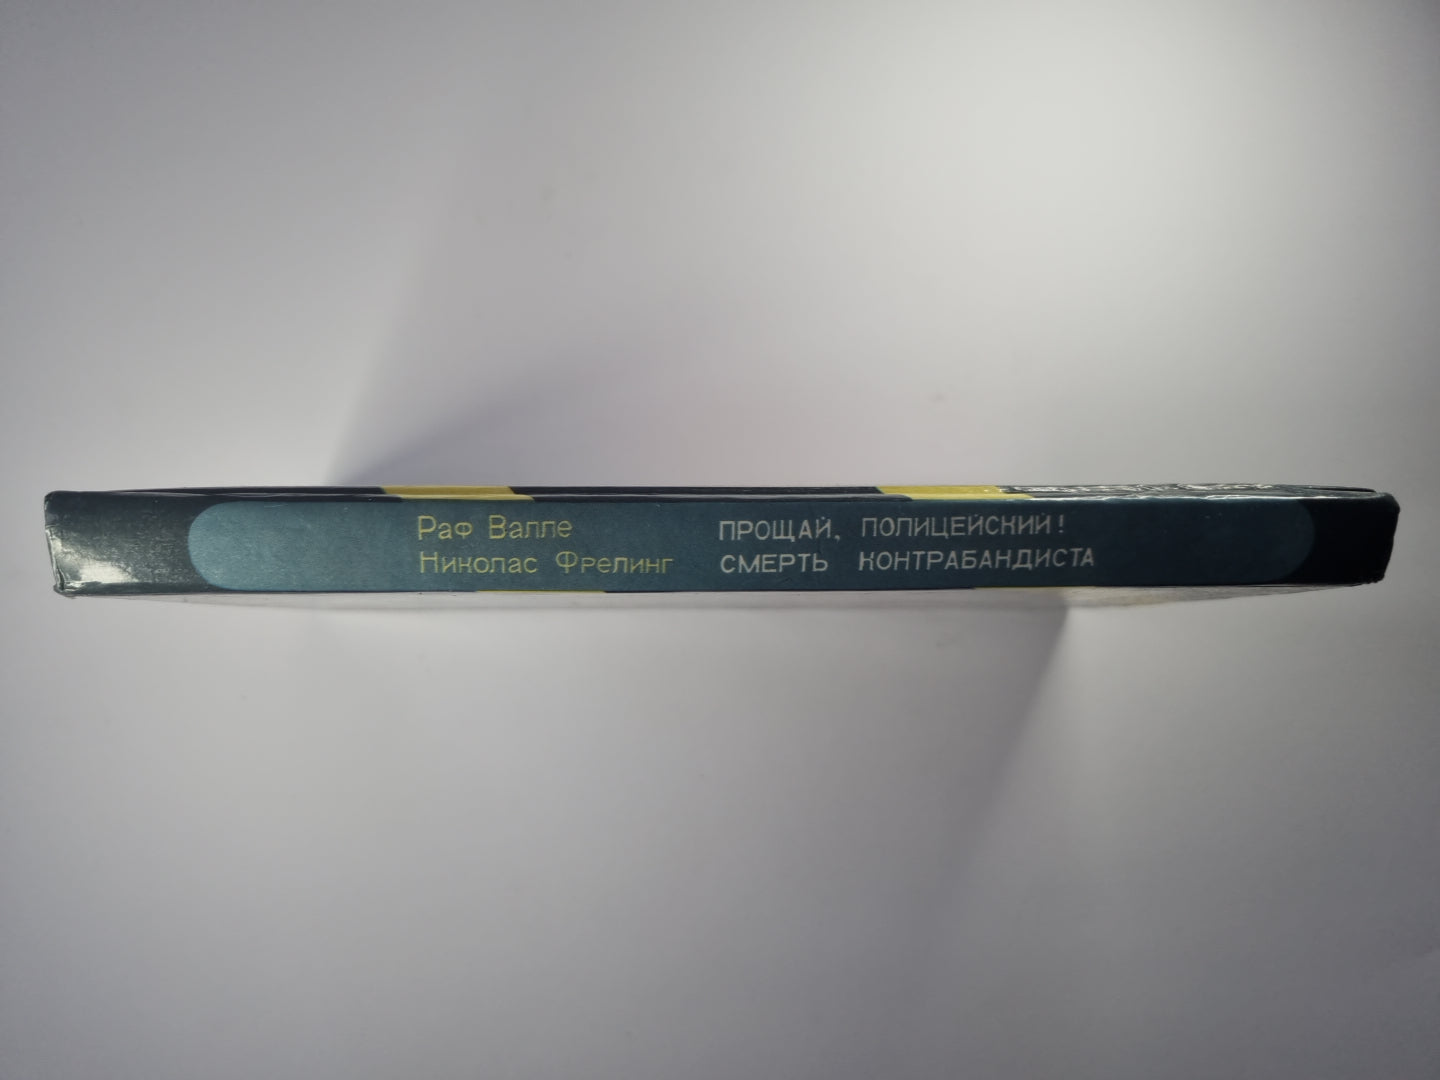 Раф Валле ПРОЩАЙ, ПОЛИЦЕЙСКИЙ!
Николас Фрелинг СМЕРТЬ КОНТРАБАНДИСТА